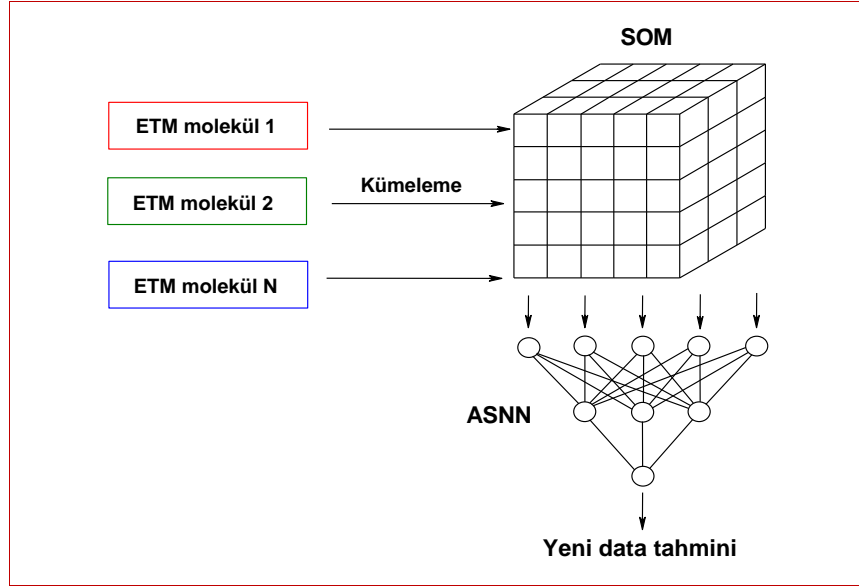 SOM
ETM molekül 1
Kümeleme
ETM molekül 2
ETM molekül N
ASNN
Yeni data tahmini